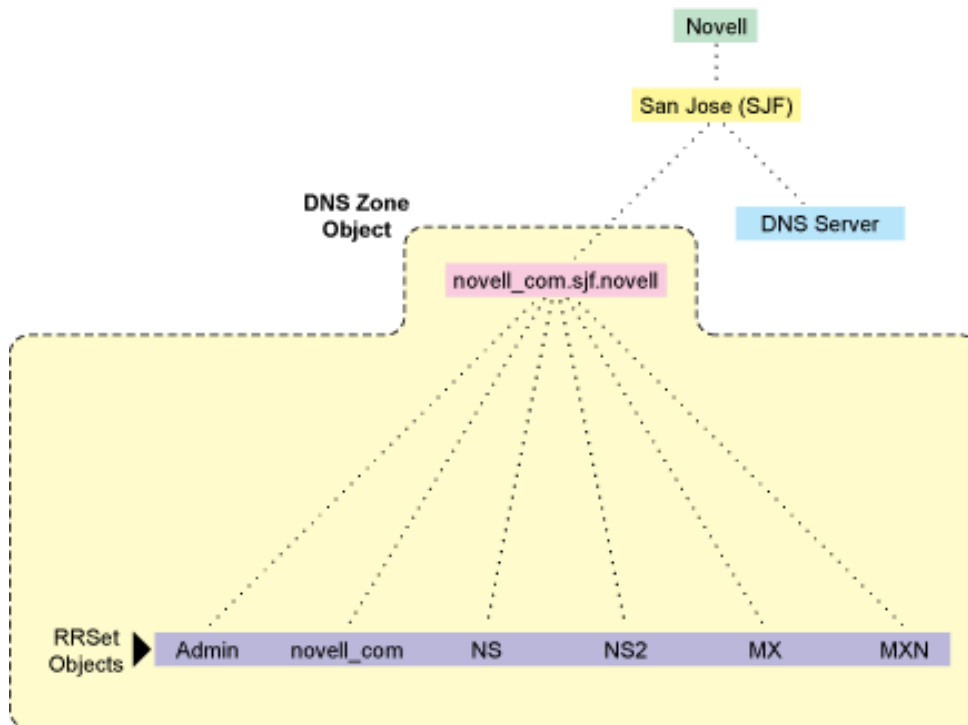 Novell
San Jose (SJF)
DNS Zone
Object
DNS Server
novell_com.sjf.novell
RRSet
Objects
Admin
novell_com
NS
NS2
MX
MXN